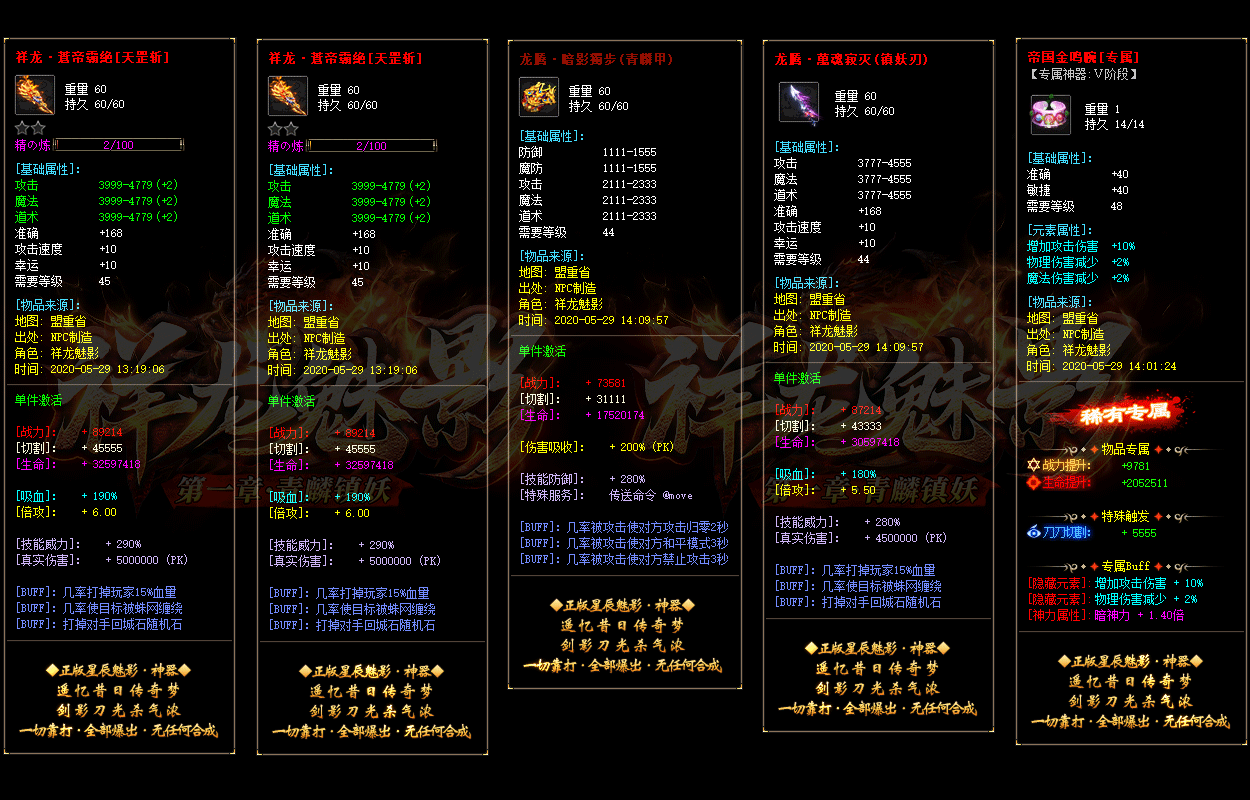 祥龙·蒼帝霸絶[天罡斩]
重量 60
持久 60/60
精の炼 2/100
[基础属性]:
攻击 3999-4779(+2)
魔法 3999-4779(+2)
道术 3999-4779(+2)
准确 +168
攻击速度 +10
幸运 +10
需要等级 45
[物品来源]:
地图: 盟重省
出处: NPC制造
角色: 祥龙魅影
时间: 2020-05-29 13:19:06
单件激活
[战力]: + 89214
[切割]: + 45555
[生命]: + 32597418
[吸血]: + 190%
[倍攻]: + 6.00
[技能威力]: + 290%
[真实伤害]: + 5000000 (PK)
[BUFF]: 几率打掉玩家15%血量
[BUFF]: 几率使目标被蛛网缠绕
[BUFF]: 打掉对手回城石随机石
◆正版星辰魅影·神器◆
遥忆昔日传奇梦
剑影刀光杀气浓
一切靠打·全部爆出·无任何合成
祥龙·蒼帝霸絶[天罡斩]
重量 60
持久 60/60
精の炼 2/100
[基础属性]:
攻击 3999-4779(+2)
魔法 3999-4779(+2)
道术 3999-4779(+2)
准确 +168
攻击速度 +10
幸运 +10
需要等级 45
[物品来源]:
地图: 盟重省
出处: NPC制造
角色: 祥龙魅影
时间: 2020-05-29 13:19:06
单件激活
[战力]: + 89214
[切割]: + 45555
[生命]: + 32597418
[吸血]: + 190%
[倍攻]: + 6.00
[技能威力]: + 290%
[真实伤害]: + 5000000 (PK)
[BUFF]: 几率打掉玩家15%血量
[BUFF]: 几率使目标被蛛网缠绕
[BUFF]: 打掉对手回城石随机石
◆正版星辰魅影·神器◆
遥忆昔日传奇梦
剑影刀光杀气浓
一切靠打·全部爆出·无任何合成
龙腾·暗影獨步(青麟甲)
重量 60
持久 60/60
[基础属性]:
防御 1111-1555
魔防 1111-1555
攻击 2111-2333
魔法 2111-2333
道术 2111-2333
需要等级 44
[物品来源]:
地图: 盟重省
出处: NPC制造
角色: 祥龙魅影
时间: 2020-05-29 14:09:57
单件激活
[战力]: + 73581
[切割]: + 31111
[生命]: + 17520174
[伤害吸收]: + 200% (PK)
[技能防御]: + 280%
[特殊服务]: 传送命令 @move
[BUFF]: 几率被攻击使对方攻击归零2秒
[BUFF]: 几率被攻击使对方和平模式3秒
[BUFF]: 几率被攻击使对方禁止攻击3秒
◆正版星辰魅影·神器◆
遥忆昔日传奇梦
剑影刀光杀气浓
一切靠打·全部爆出·无任何合成
龙腾·萬魂寂灭(镇妖刃)
重量 60
持久 60/60
[基础属性]:
攻击 3777-4555
魔法 3777-4555
道术 3777-4555
准确 +168
攻击速度 +10
幸运 +10
需要等级 44
[物品来源]:
地图: 盟重省
出处: NPC制造
角色: 祥龙魅影
时间: 2020-05-29 14:09:57
单件激活
[战力]: + 87214
[切割]: + 43333
[生命]: + 30597418
[吸血]: + 180%
[倍攻]: + 5.50
[技能威力]: + 280%
[真实伤害]: + 4500000 (PK)
[BUFF]: 几率打掉玩家15%血量
[BUFF]: 几率使目标被蛛网缠绕
[BUFF]: 打掉对手回城石随机石
◆正版星辰魅影·神器◆
遥忆昔日传奇梦
剑影刀光杀气浓
一切靠打·全部爆出·无任何合成
帝国金鸣腕[专属]
【专属神器:V阶段】
重量 1
持久 14/14
[基础属性]:
准确 +40
敏捷 +40
需要等级 48
[元素属性]:
增加攻击伤害 +10%
物理伤害减少 +2%
魔法伤害减少 +2%
[物品来源]:
地图: 盟重省
出处: NPC制造
角色: 祥龙魅影
时间: 2020-05-29 14:01:24
稀有专属
物品专属
战力提升: +9781
生命提升: +2052511
特殊触发
刀刀切割: + 5555
专属Buff
[隐藏元素]: 增加攻击伤害 + 10%
[隐藏元素]: 物理伤害减少 + 2%
[神力属性]: 暗神力 + 1.40倍
◆正版星辰魅影·神器◆
遥忆昔日传奇梦
剑影刀光杀气浓
一切靠打·全部爆出·无任何合成
祥龙魅影
第一章 青麟镇妖
祥龙魅影
第一章 青麟镇妖